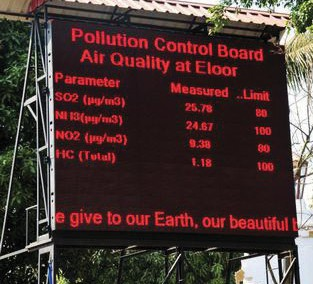 Pollution Control Board
Air Quality at Eloor
Parameter Measured ..Limit
SO2 (µg/m3) 25.78 80
NH3(µg/m3) 24.67 100
NO2 (µg/m3) 9.38 80
HC (Total) 1.18 100
e give to our Earth, our beautiful